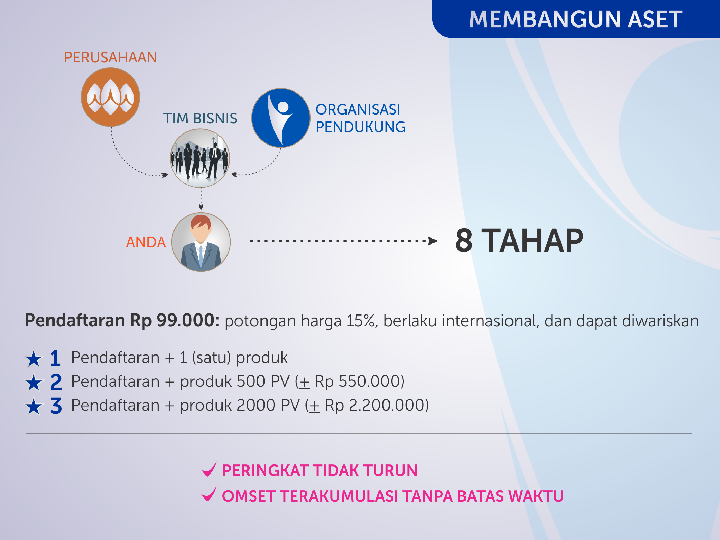 MEMBANGUN ASET
PERUSAHAAN
TIM BISNIS
ORGANISASI
PENDUKUNG
ANDA
8 TAHAP
Pendaftaran Rp 99.000: potongan harga 15%, berlaku internasional, dan dapat diwariskan
1 Pendaftaran + 1 (satu) produk
2 Pendaftaran + produk 500 PV (± Rp 550.000)
3 Pendaftaran + produk 2000 PV (± Rp 2.200.000)
PERINGKAT TIDAK TURUN
OMSET TERAKUMULASI TANPA BATAS WAKTU